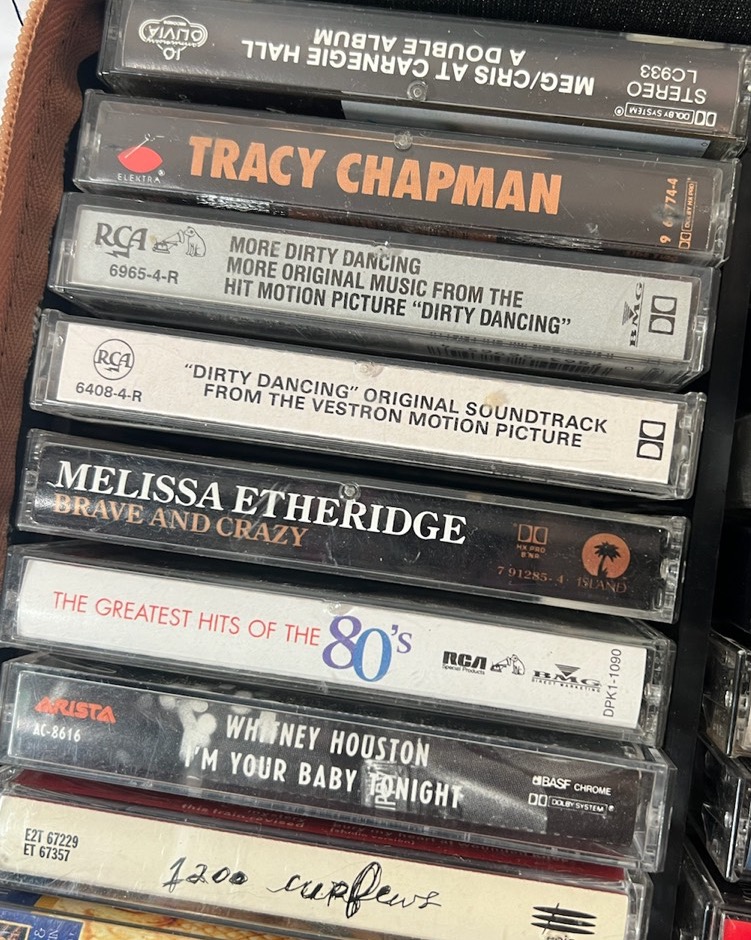 JQ
OLIVIA
RECORDS
MEG/CRIS AT CARNEGIE HALL
A DOUBLE ALBUM
STEREO
LC933
DOLBY SYSTEM ®
ELEKTRA®
TRACY CHAPMAN
RCA
6965-4-R
MORE DIRTY DANCING
MORE ORIGINAL MUSIC FROM THE
HIT MOTION PICTURE "DIRTY DANCING"
BMG
RCA
6408-4-R
"DIRTY DANCING" ORIGINAL SOUNDTRACK
FROM THE VESTRON MOTION PICTURE
MELISSA ETHERIDGE
BRAVE AND CRAZY
HX PRO
B NR
7 91285-4
ISLAND
THE GREATEST HITS OF THE 80's
RCA
Special Products
BMG
DIRECT MARKETING
DPK1-1090
ARISTA
AC-8616
WHITNEY HOUSTON
I'M YOUR BABY TONIGHT
BASF CHROME
DOLBY SYSTEM ®
E2T 67229
ET 67357
1200 curfews